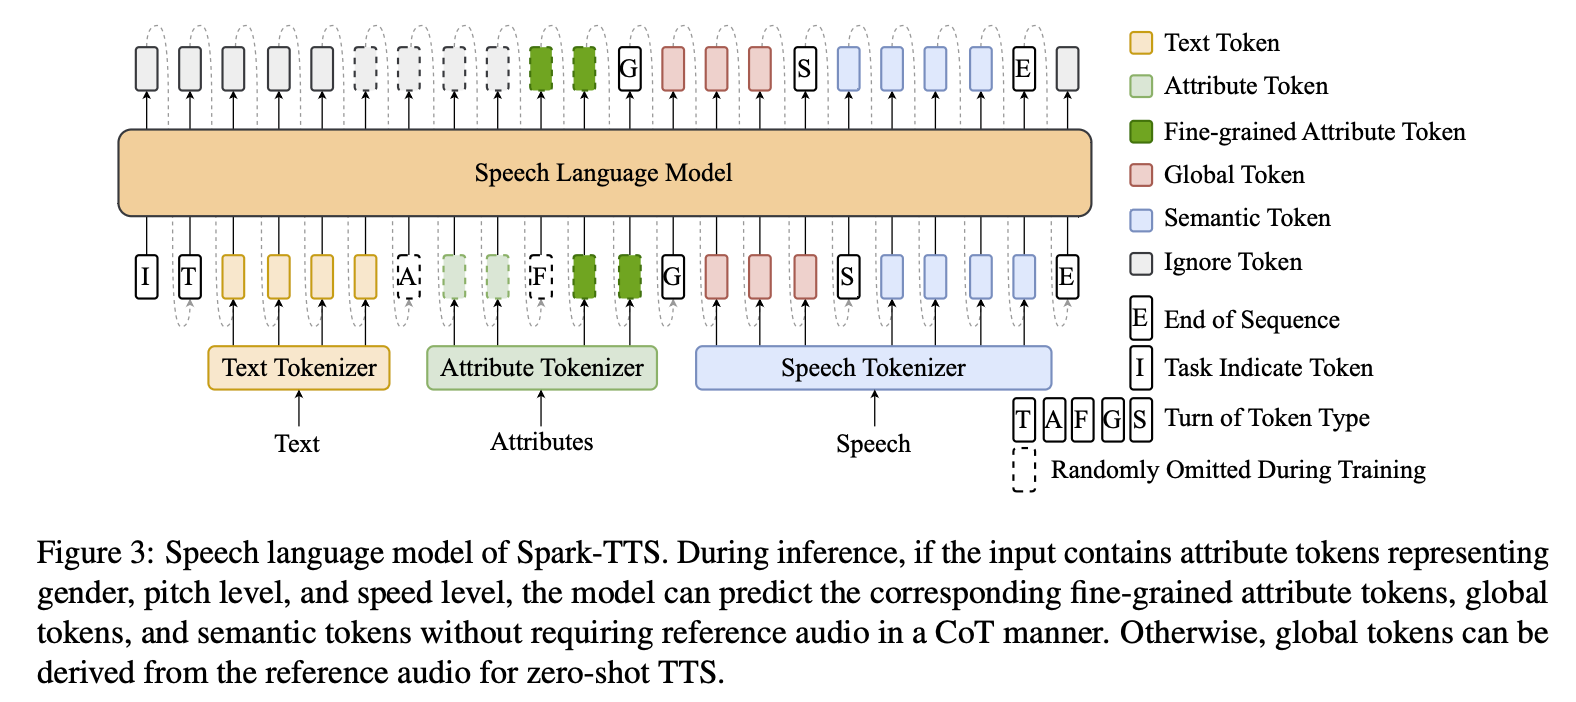 G S E
Text Token
Attribute Token
Fine-grained Attribute Token
Speech Language Model
Global Token
Semantic Token
I T A F G S E
Ignore Token
E End of Sequence
Text Tokenizer
Attribute Tokenizer
Speech Tokenizer
I Task Indicate Token
T A F G S Turn of Token Type
Text
Attributes
Speech
Randomly Omitted During Training
Figure 3: Speech language model of Spark-TTS. During inference, if the input contains attribute tokens representing
gender, pitch level, and speed level, the model can predict the corresponding fine-grained attribute tokens, global
tokens, and semantic tokens without requiring reference audio in a CoT manner. Otherwise, global tokens can be
derived from the reference audio for zero-shot TTS.